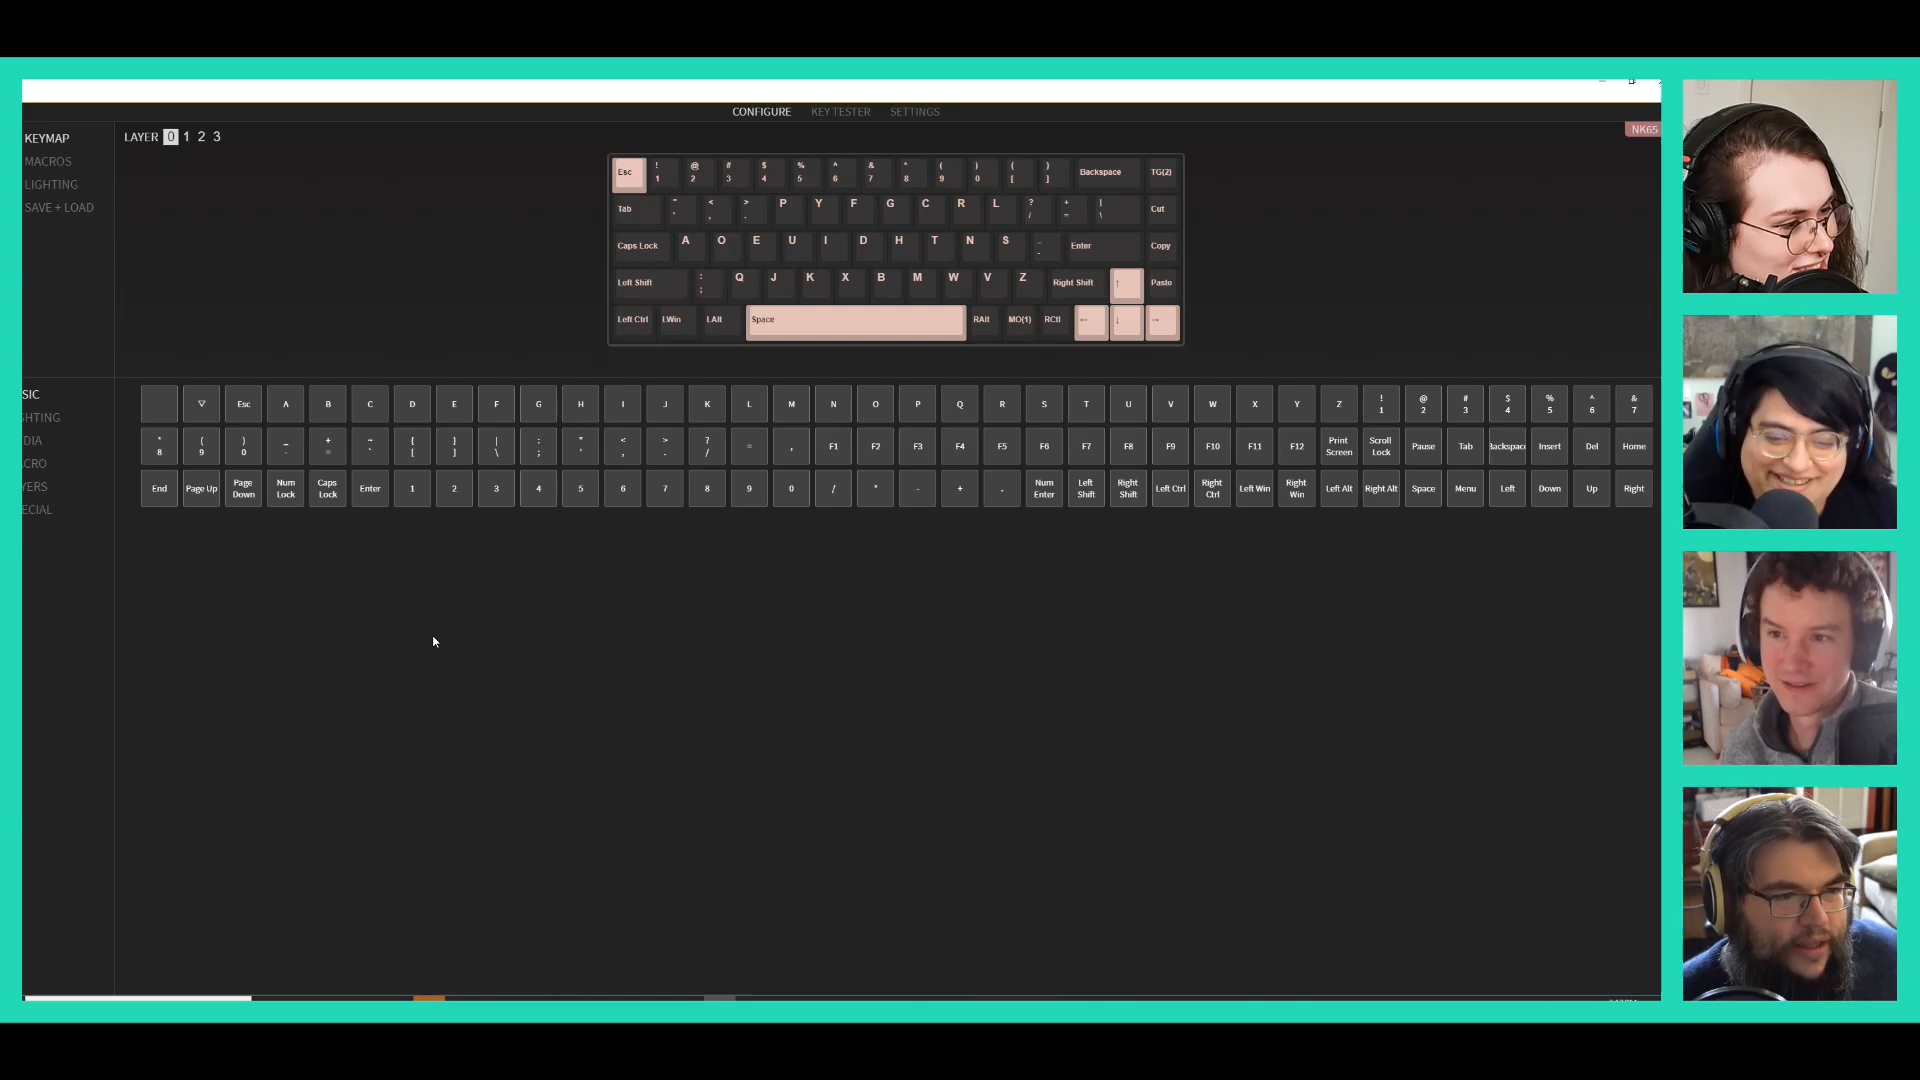 CONFIGURE KEY TESTER SETTINGS
KEYMAP
MACROS
LIGHTING
SAVE + LOAD
LAYER 0 1 2 3
NK65
Esc ! 1 @ 2 # 3 $ 4 % 5 ^ 6 & 7 * 8 ( 9 ) 0 { [ } ] Backspace TG(2)
Tab " ' < , > . P Y F G C R L ? / + = | \ Cut
Caps Lock A O E U I D H T N S _ - Enter Copy
Left Shift : ; Q J K X B M W V Z Right Shift ↑ Paste
Left Ctrl LWin LAlt Space RAlt MO(1) RCtl ← ↓ →
SIC
HTING
DIA
CRO
YERS
ECIAL
▽ Esc A B C D E F G H I J K L M N O P Q R S T U V W X Y Z ! 1 @ 2 # 3 $ 4 % 5 ^ 6 & 7
* 8 ( 9 ) 0 _ - + = ~ ` { [ } ] | \ : ; " ' < , > . ? / = , F1 F2 F3 F4 F5 F6 F7 F8 F9 F10 F11 F12 Print Screen Scroll Lock Pause Tab Backspace Insert Del Home
End Page Up Page Down Num Lock Caps Lock Enter 1 2 3 4 5 6 7 8 9 0 / * - + . Num Enter Left Shift Right Shift Left Ctrl Right Ctrl Left Win Right Win Left Alt Right Alt Space Menu Left Down Up Right